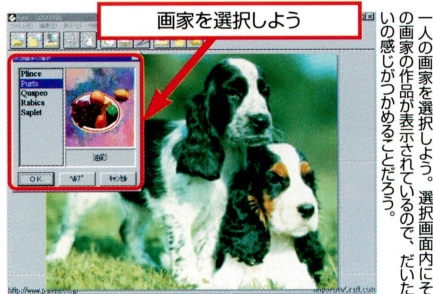 画家を選択しよう
Plince
Purts
Quapeo
Rabica
Saplet
油彩
OK
ヘルプ
キャンセル
一人の画家を選択しよう。選択画面内にそ
の画家の作品が表示されているので、だいた
いの感じがつかめることだろう。